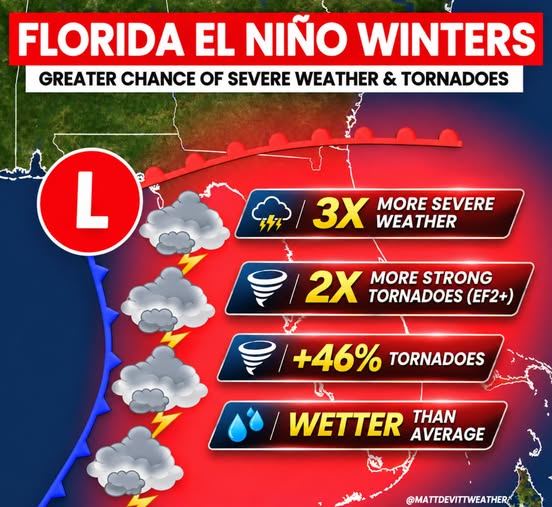 FLORIDA EL NIÑO WINTERS
GREATER CHANCE OF SEVERE WEATHER & TORNADOES
L
3X MORE SEVERE
WEATHER
2X MORE STRONG
TORNADOES (EF2+)
+46% TORNADOES
WETTER THAN
AVERAGE
@MATTDEVITTWEATHER